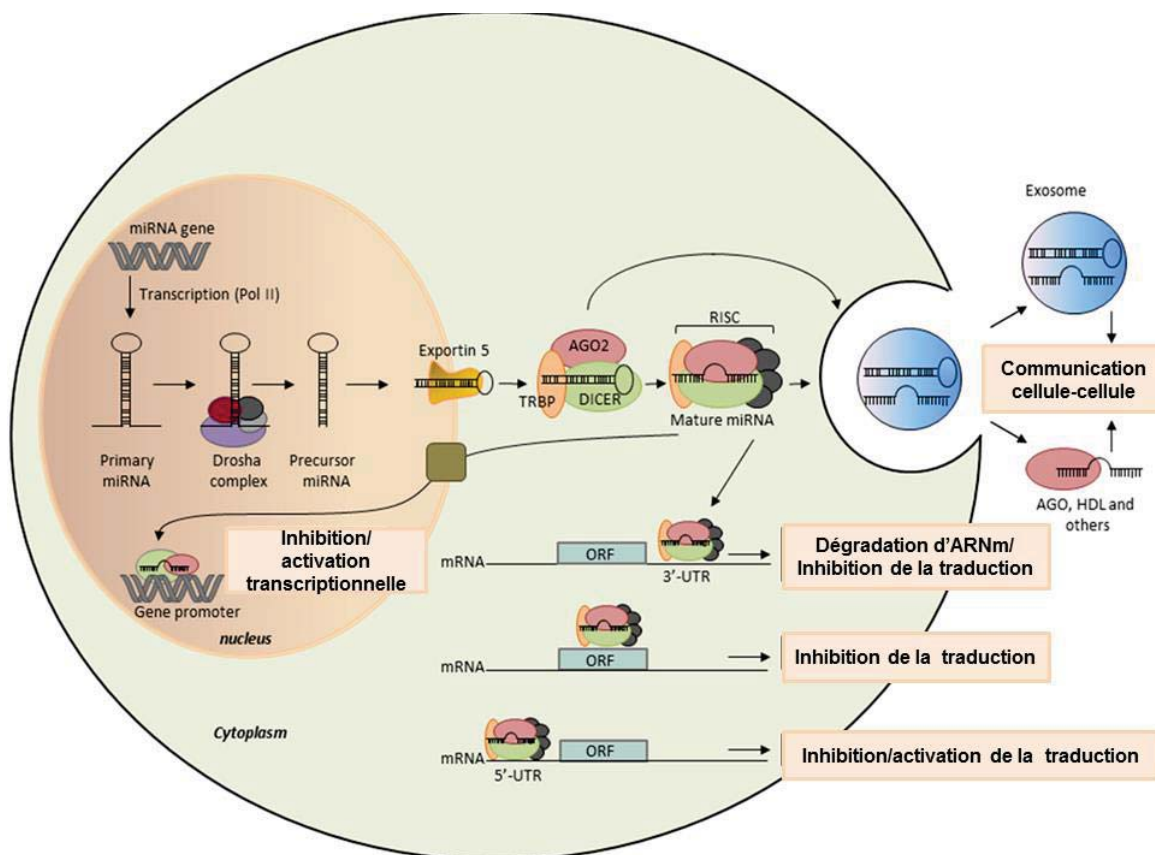 miRNA gene
Transcription (Pol II)
Primary
miRNA
Drosha
complex
Precursor
miRNA
Exportin 5
AGO2
TRBP
DICER
RISC
Mature miRNA
Exosome
Communication
cellule-cellule
AGO, HDL and
others
Inhibition/
activation
transcriptionnelle
Gene promoter
nucleus
Cytoplasm
mRNA
ORF
3'-UTR
Dégradation d'ARNm/
Inhibition de la traduction
mRNA
ORF
Inhibition de la traduction
mRNA
5'-UTR
ORF
Inhibition/activation de la traduction